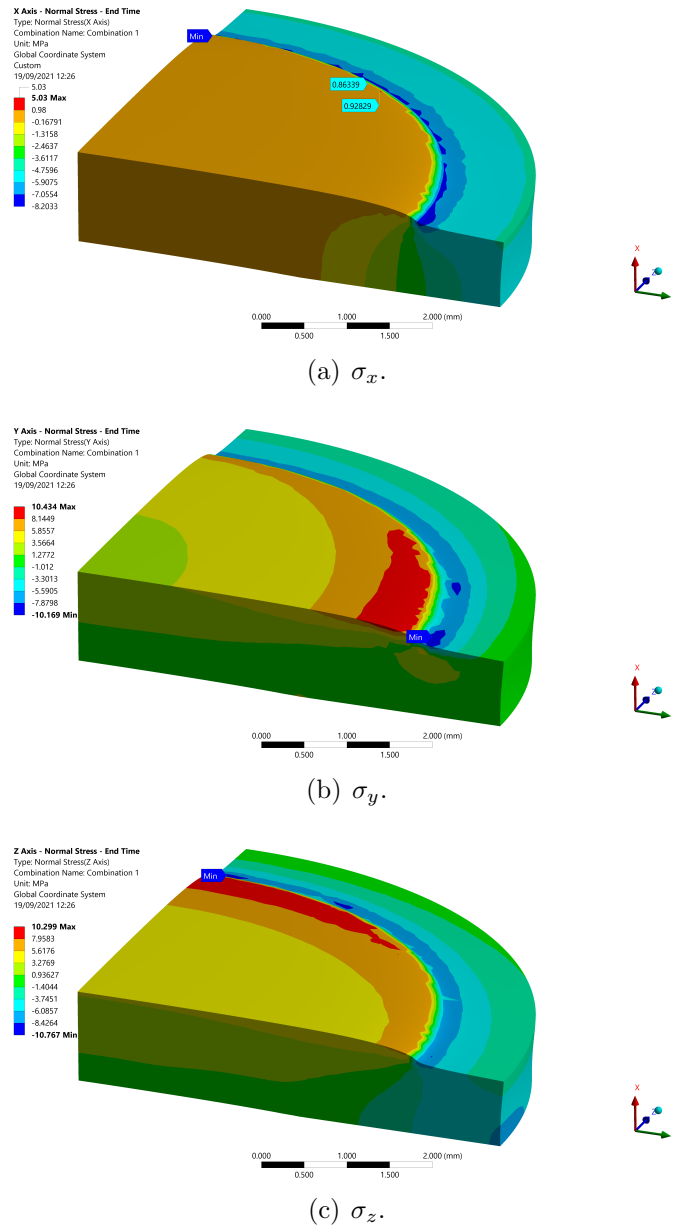 X Axis - Normal Stress - End Time
Type: Normal Stress(X Axis)
Combination Name: Combination 1
Unit: MPa
Global Coordinate System
Custom
19/09/2021 12:26
5.03
5.03 Max
0.98
-0.16791
-1.3158
-2.4637
-3.6117
-4.7596
-5.9075
-7.0554
-8.2033
Min
0.86339
0.92829
X
Z
0.000 1.000 2.000 (mm)
0.500 1.500
(a) σx.
Y Axis - Normal Stress - End Time
Type: Normal Stress(Y Axis)
Combination Name: Combination 1
Unit: MPa
Global Coordinate System
19/09/2021 12:26
10.434 Max
8.1449
5.8557
3.5664
1.2772
-1.012
-3.3013
-5.5905
-7.8798
-10.169 Min
Min
X
Z
0.000 1.000 2.000 (mm)
0.500 1.500
(b) σy.
Z Axis - Normal Stress - End Time
Type: Normal Stress(Z Axis)
Combination Name: Combination 1
Unit: MPa
Global Coordinate System
19/09/2021 12:26
10.299 Max
7.9583
5.6176
3.2769
0.93627
-1.4044
-3.7451
-6.0857
-8.4264
-10.767 Min
Min
X
Z
0.000 1.000 2.000 (mm)
0.500 1.500
(c) σz.